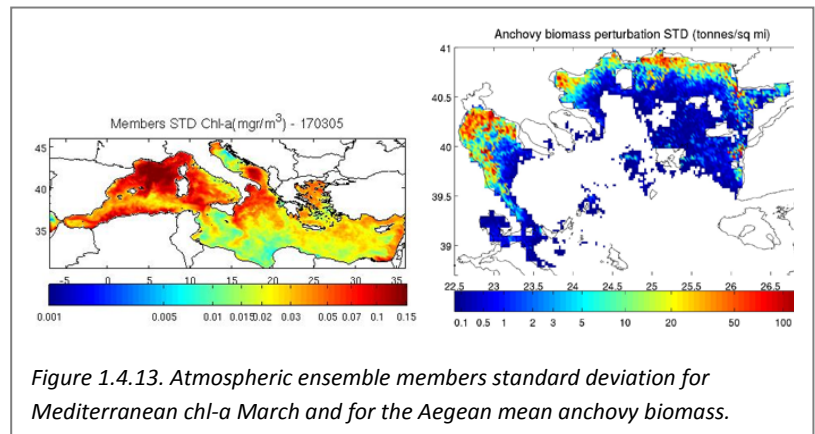 Anchovy biomass perturbation STD (tonnes/sq mi)
Members STD Chl-a(mgr/m³) - 170305
45
40
35
-5 0 5 10 15 20 25 30 35
0.001 0.005 0.01 0.015 0.02 0.03 0.05 0.07 0.1 0.15
41
40.5
40
39.5
39
22.5 23 23.5 24 24.5 25 25.5 26 26.5
0.1 0.5 1 2 3 5 10 20 50 100
Figure 1.4.13. Atmospheric ensemble members standard deviation for
Mediterranean chl-a March and for the Aegean mean anchovy biomass.